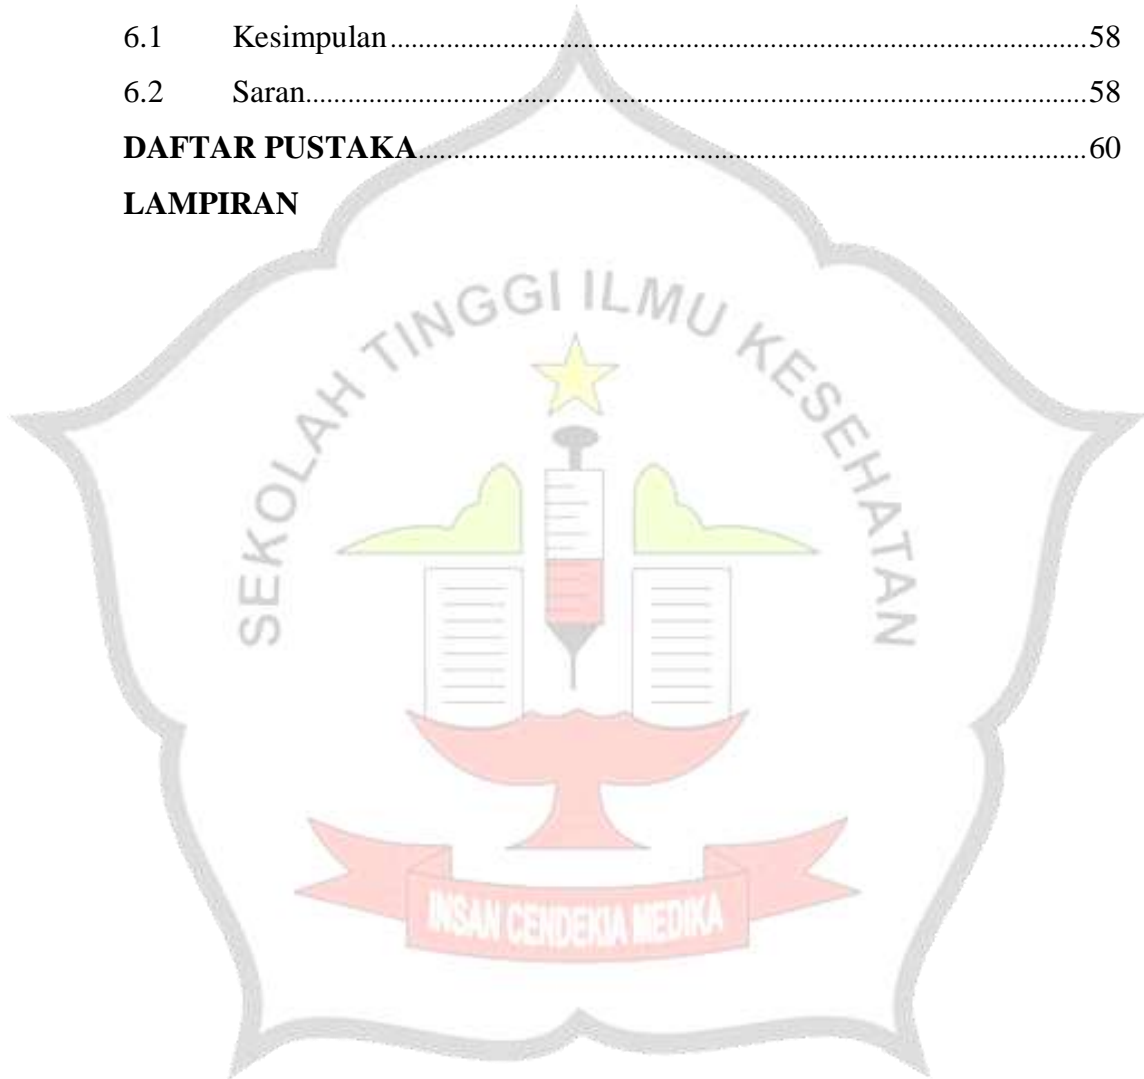 6.1 Kesimpulan........................................................................................58
6.2 Saran...................................................................................................58
DAFTAR PUSTAKA.....................................................................................60
LAMPIRAN
SEKOLAH TINGGI ILMU KESEHATAN
INSAN CENDEKIA MEDIKA